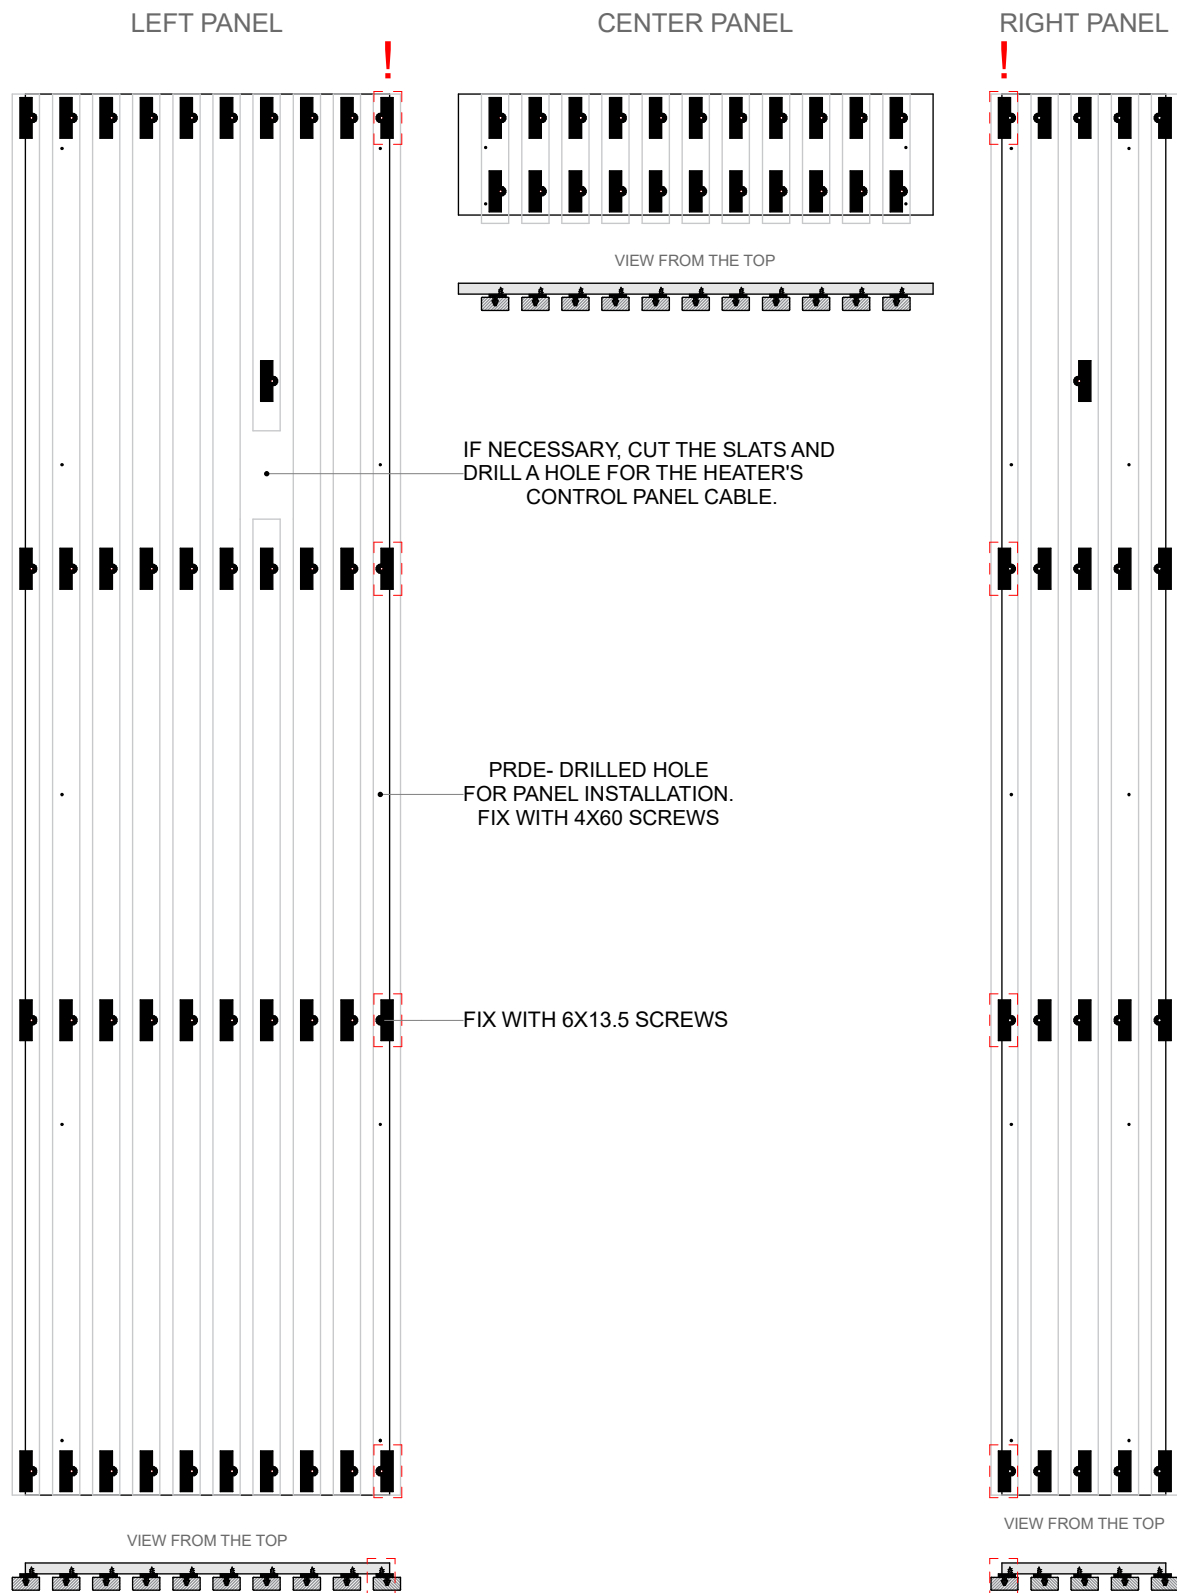 LEFT PANEL
CENTER PANEL
RIGHT PANEL
!
!
VIEW FROM THE TOP
IF NECESSARY, CUT THE SLATS AND
DRILL A HOLE FOR THE HEATER'S
CONTROL PANEL CABLE.
PRDE- DRILLED HOLE
FOR PANEL INSTALLATION.
FIX WITH 4X60 SCREWS
FIX WITH 6X13.5 SCREWS
VIEW FROM THE TOP
VIEW FROM THE TOP